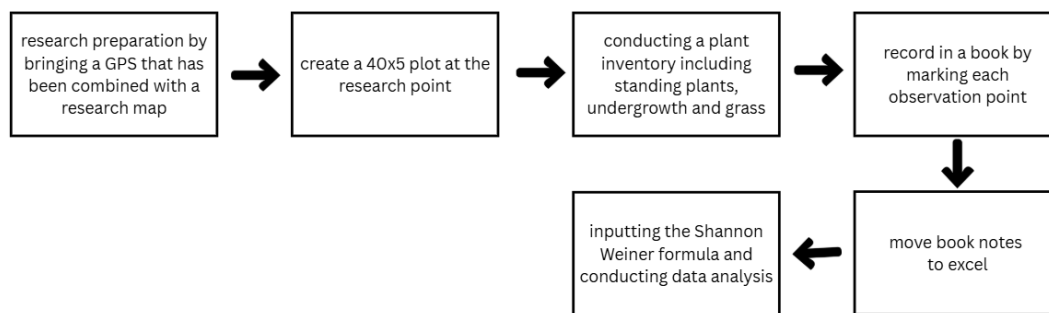 research preparation by
bringing a GPS that has
been combined with a
research map
create a 40x5 plot at the
research point
conducting a plant
inventory including
standing plants,
undergrowth and grass
record in a book by
marking each
observation point
move book notes
to excel
inputting the Shannon
Weiner formula and
conducting data analysis